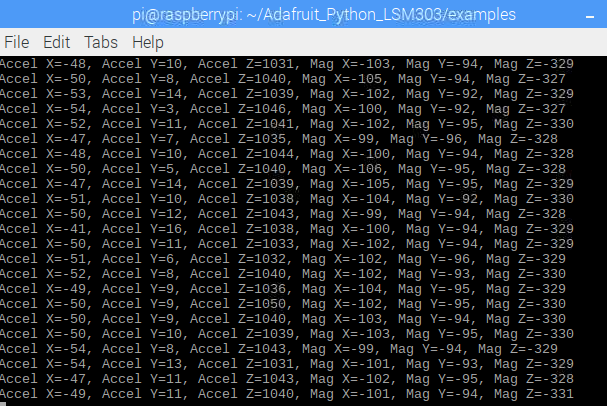 pi@raspberrypi: ~/Adafruit_Python_LSM303/examples
File Edit Tabs Help
Accel X=-48, Accel Y=10, Accel Z=1031, Mag X=-103, Mag Y=-94, Mag Z=-329
Accel X=-50, Accel Y=8, Accel Z=1040, Mag X=-105, Mag Y=-94, Mag Z=-327
Accel X=-53, Accel Y=14, Accel Z=1039, Mag X=-102, Mag Y=-92, Mag Z=-329
Accel X=-54, Accel Y=3, Accel Z=1046, Mag X=-100, Mag Y=-92, Mag Z=-327
Accel X=-52, Accel Y=11, Accel Z=1041, Mag X=-102, Mag Y=-95, Mag Z=-330
Accel X=-47, Accel Y=7, Accel Z=1035, Mag X=-99, Mag Y=-96, Mag Z=-328
Accel X=-48, Accel Y=10, Accel Z=1044, Mag X=-100, Mag Y=-94, Mag Z=-328
Accel X=-50, Accel Y=5, Accel Z=1040, Mag X=-106, Mag Y=-95, Mag Z=-328
Accel X=-47, Accel Y=14, Accel Z=1039, Mag X=-105, Mag Y=-95, Mag Z=-329
Accel X=-51, Accel Y=10, Accel Z=1038, Mag X=-104, Mag Y=-92, Mag Z=-330
Accel X=-50, Accel Y=12, Accel Z=1043, Mag X=-99, Mag Y=-94, Mag Z=-328
Accel X=-41, Accel Y=16, Accel Z=1038, Mag X=-100, Mag Y=-94, Mag Z=-329
Accel X=-50, Accel Y=11, Accel Z=1033, Mag X=-102, Mag Y=-94, Mag Z=-329
Accel X=-51, Accel Y=6, Accel Z=1032, Mag X=-102, Mag Y=-96, Mag Z=-329
Accel X=-52, Accel Y=8, Accel Z=1040, Mag X=-102, Mag Y=-93, Mag Z=-330
Accel X=-49, Accel Y=9, Accel Z=1036, Mag X=-104, Mag Y=-95, Mag Z=-329
Accel X=-50, Accel Y=9, Accel Z=1050, Mag X=-102, Mag Y=-95, Mag Z=-330
Accel X=-50, Accel Y=9, Accel Z=1040, Mag X=-103, Mag Y=-94, Mag Z=-330
Accel X=-50, Accel Y=10, Accel Z=1039, Mag X=-103, Mag Y=-95, Mag Z=-330
Accel X=-54, Accel Y=8, Accel Z=1043, Mag X=-99, Mag Y=-94, Mag Z=-329
Accel X=-54, Accel Y=13, Accel Z=1031, Mag X=-101, Mag Y=-93, Mag Z=-329
Accel X=-47, Accel Y=11, Accel Z=1043, Mag X=-102, Mag Y=-95, Mag Z=-328
Accel X=-49, Accel Y=11, Accel Z=1040, Mag X=-101, Mag Y=-94, Mag Z=-331